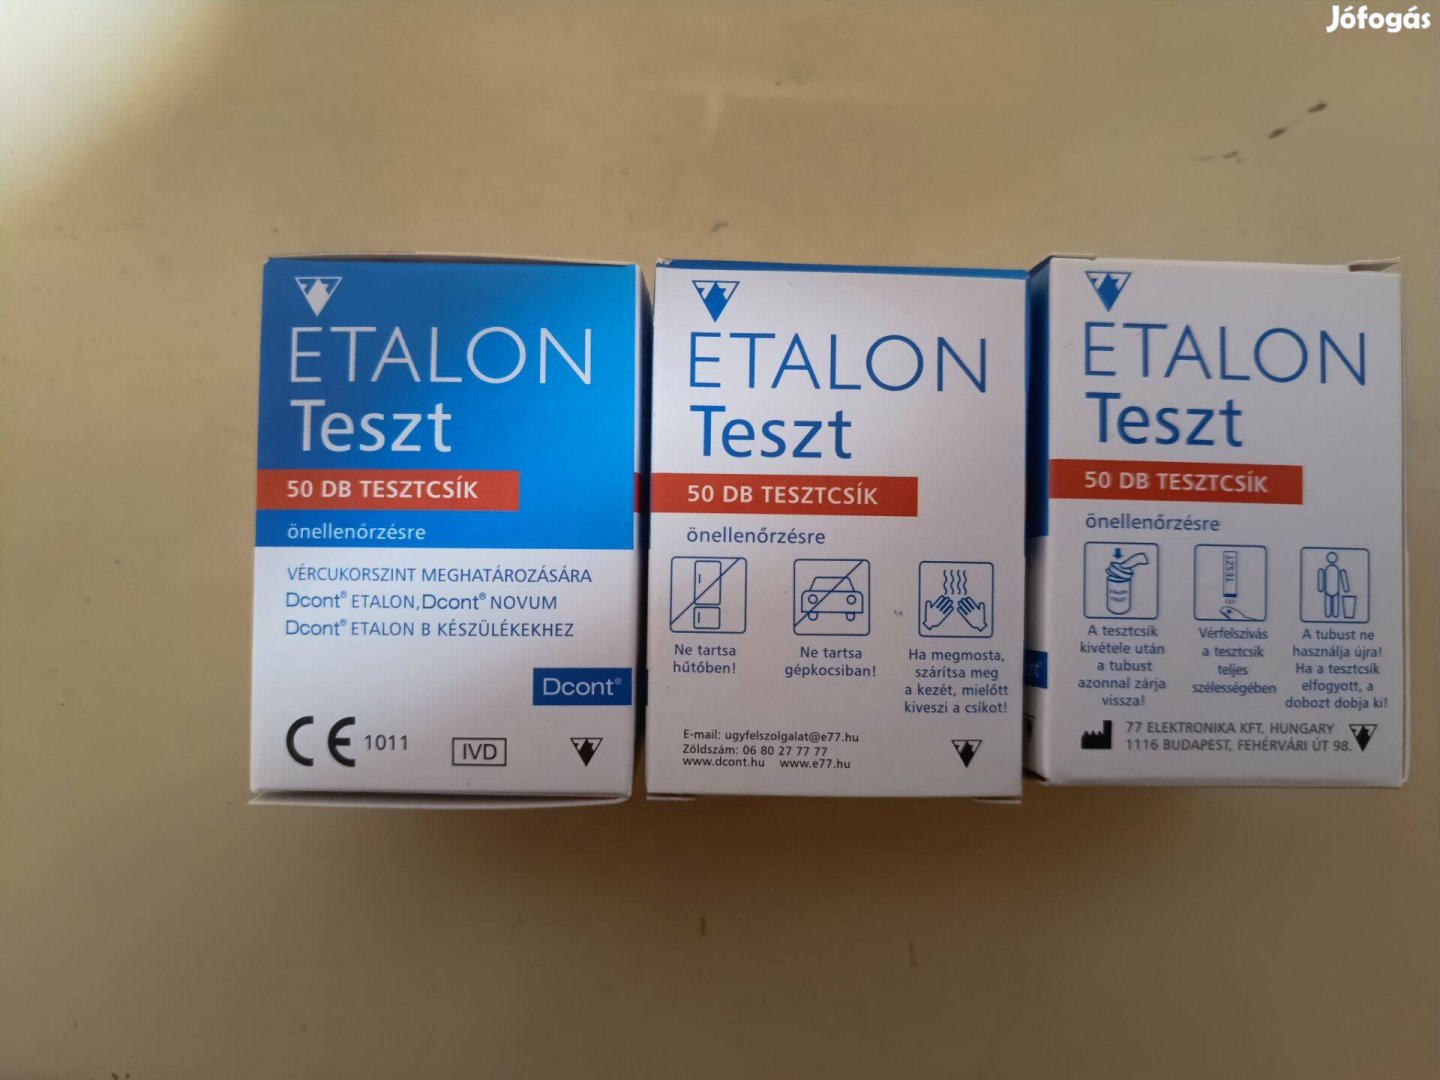 Jófogás
ETALON
Teszt
50 DB TESZTCSÍK
önellenőrzésre
VÉRCUKORSZINT MEGHATÁROZÁSÁRA
Dcont® ETALON, Dcont® NOVUM
Dcont® ETALON B KÉSZÜLÉKEKHEZ
Dcont®
CE 1011
IVD
ETALON
Teszt
50 DB TESZTCSÍK
önellenőrzésre
Ne tartsa
hűtőben!
Ne tartsa
gépkocsiban!
Ha megmosta,
szárítsa meg
a kezét, mielőtt
kiveszi a csíkot!
E-mail: ugyfelszolgalat@e77.hu
Zöldszám: 06 80 27 77 77
www.dcont.hu www.e77.hu
ETALON
Teszt
50 DB TESZTCSÍK
önellenőrzésre
TESZT
A tesztcsík
kivétele után
a tubust
azonnal zárja
vissza!
Vérfelszívás
a tesztcsík
teljes
szélességében
A tubust ne
használja újra!
Ha a tesztcsík
elfogyott, a
dobozt dobja ki!
77 ELEKTRONIKA KFT. HUNGARY
1116 BUDAPEST, FEHÉRVÁRI ÚT 98.